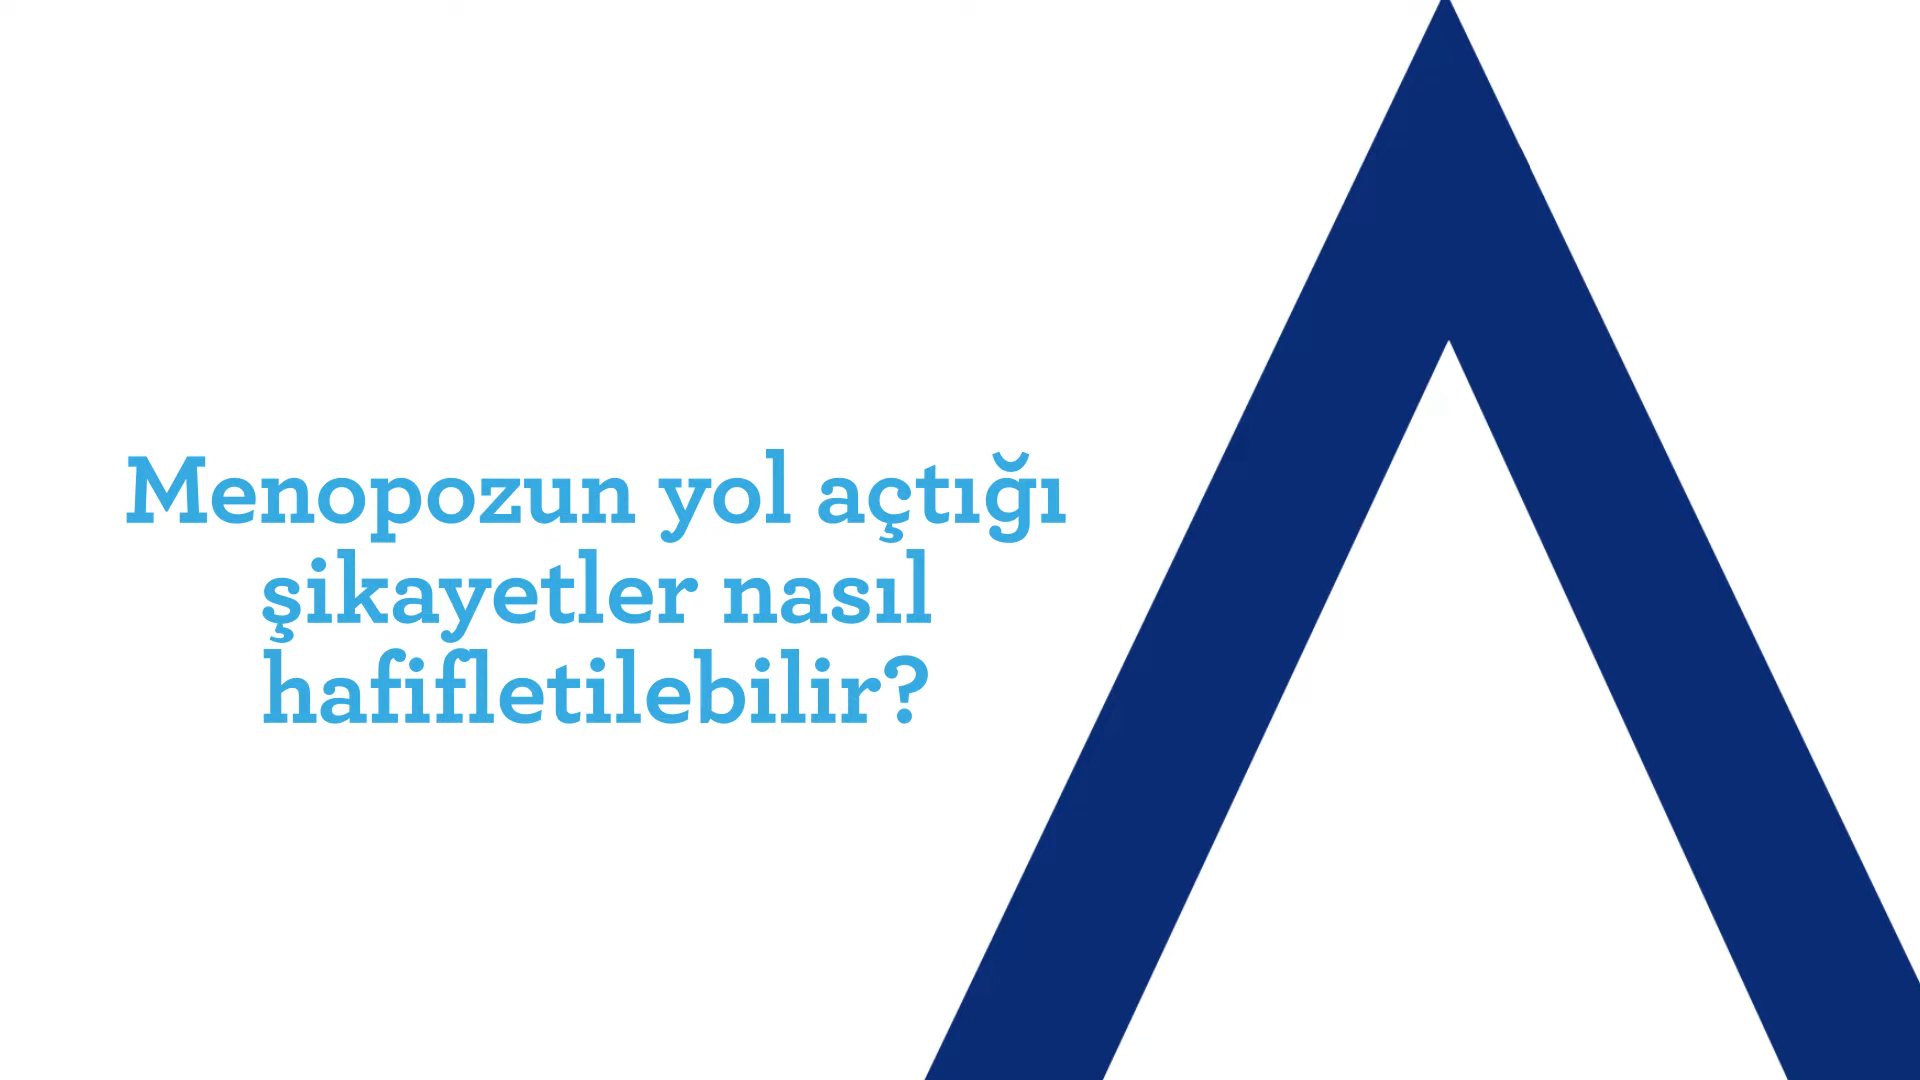 Menopozun yol açtığı
şikayetler nasıl
hafifletilebilir?